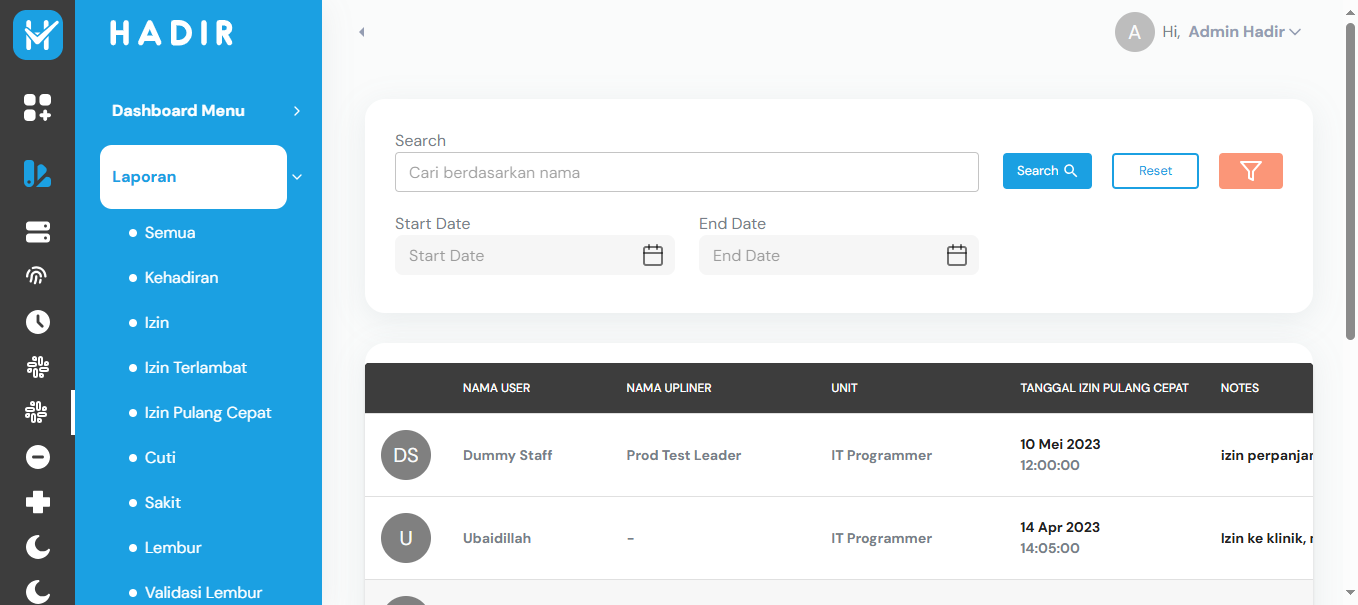 HADIR
Dashboard Menu
Laporan
Semua
Kehadiran
Izin
Izin Terlambat
Izin Pulang Cepat
Cuti
Sakit
Lembur
Validasi Lembur
A
Hi, Admin Hadir
Search
Cari berdasarkan nama
Search
Reset
Start Date
End Date
Start Date
End Date
NAMA USER
NAMA UPLINER
UNIT
TANGGAL IZIN PULANG CEPAT
NOTES
DS
Dummy Staff
Prod Test Leader
IT Programmer
10 Mei 2023
12:00:00
izin perpanjan
U
Ubaidillah
-
IT Programmer
14 Apr 2023
14:05:00
Izin ke klinik,